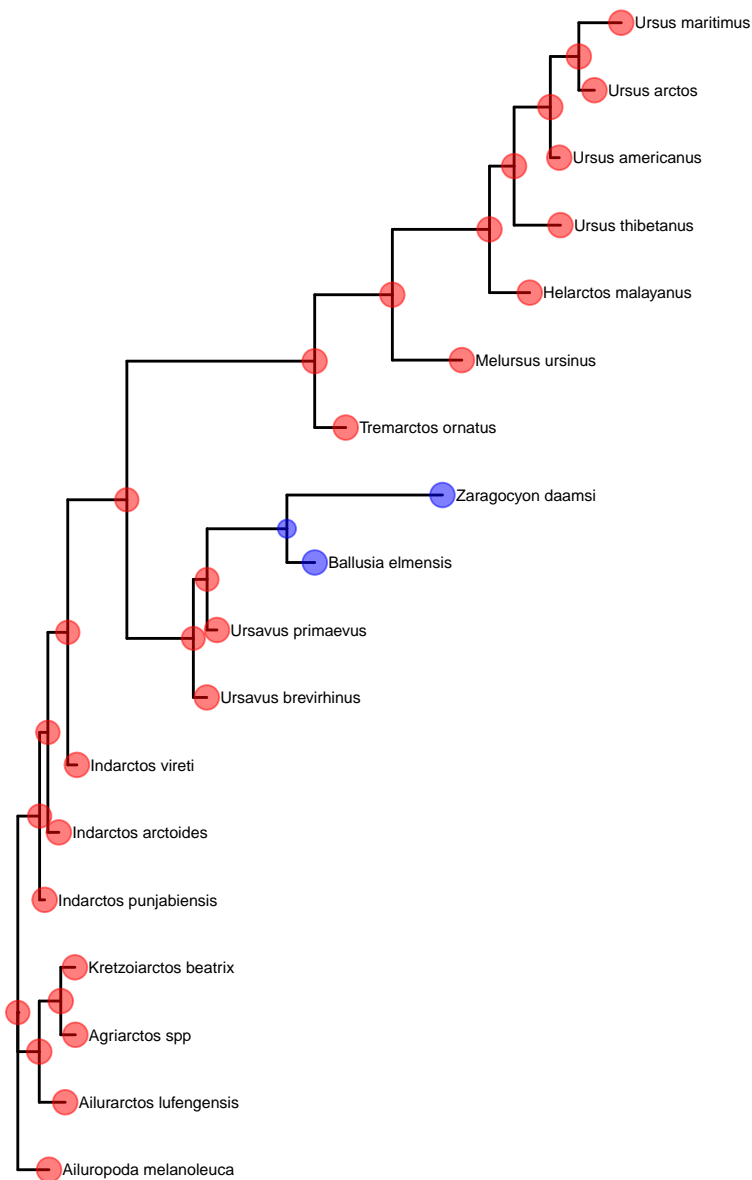 Ursus maritimus
Ursus arctos
Ursus americanus
Ursus thibetanus
Helarctos malayanus
Melursus ursinus
Tremarctos ornatus
Zaragocyon daamsi
Ballusia elmensis
Ursavus primaevus
Ursavus brevirhinus
Indarctos vireti
Indarctos arctoides
Indarctos punjabiensis
Kretzoiarctos beatrix
Agriarctos spp
Ailurarctos lufengensis
Ailuropoda melanoleuca